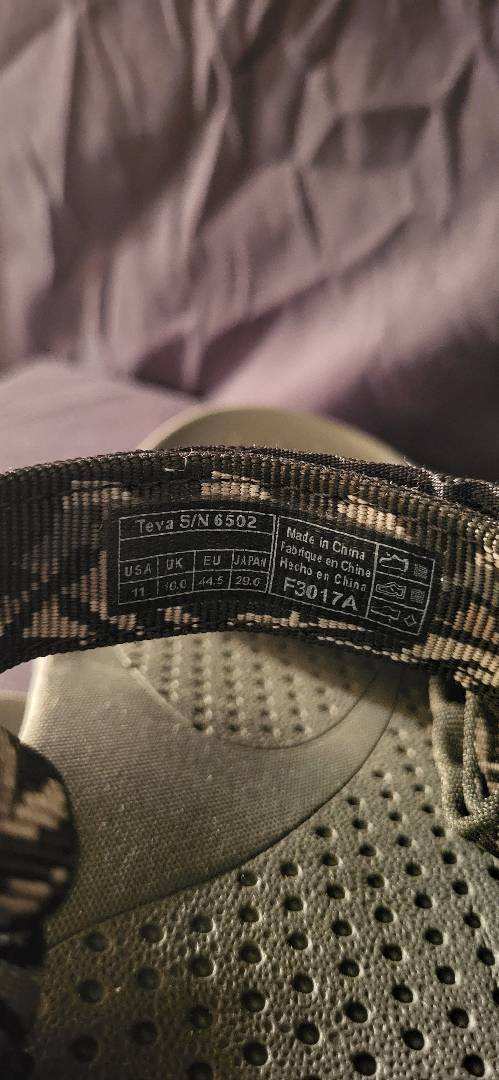 Teva S/N 6502
USA UK EU JAPAN
11 10.0 44.5 29.0
Made in China
Fabriqué en Chine
Hecho en China
F3017A